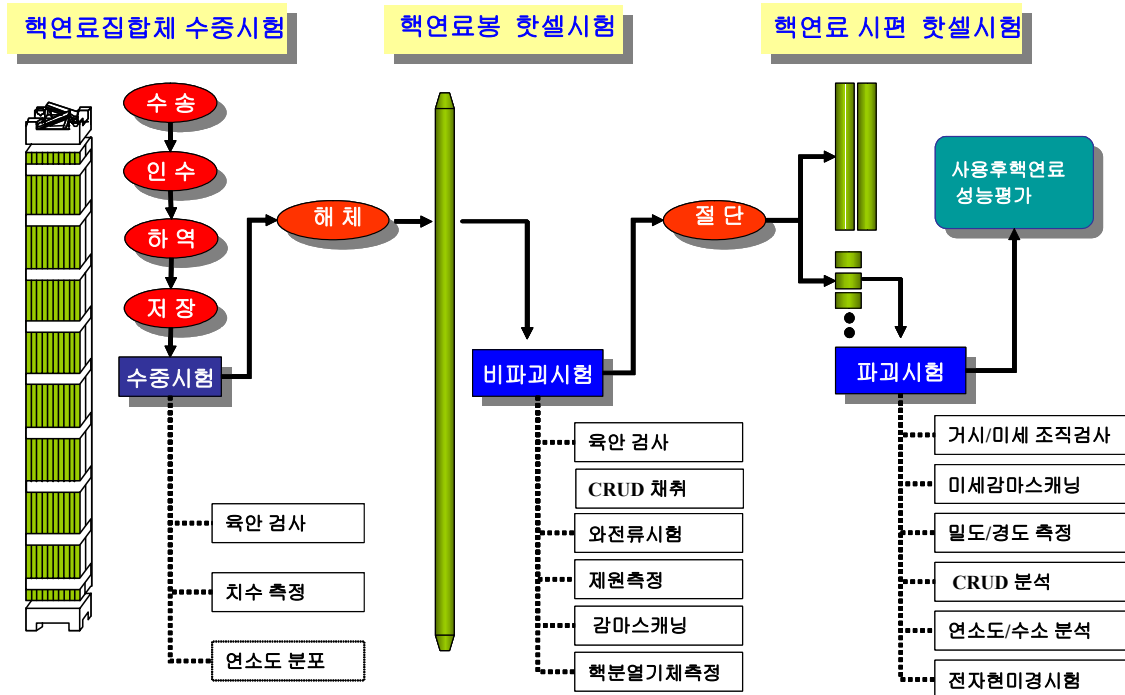 핵연료집합체 수중시험
핵연료봉 핫셀시험
핵연료 시편 핫셀시험
수 송
인 수
하 역
저 장
수중시험
육안 검사
치수 측정
연소도 분포
해 체
비파괴시험
육안 검사
CRUD 채취
와전류시험
제원측정
감마스캐닝
핵분열기체측정
절 단
파괴시험
거시/미세 조직검사
미세감마스캐닝
밀도/경도 측정
CRUD 분석
연소도/수소 분석
전자현미경시험
사용후핵연료
성능평가